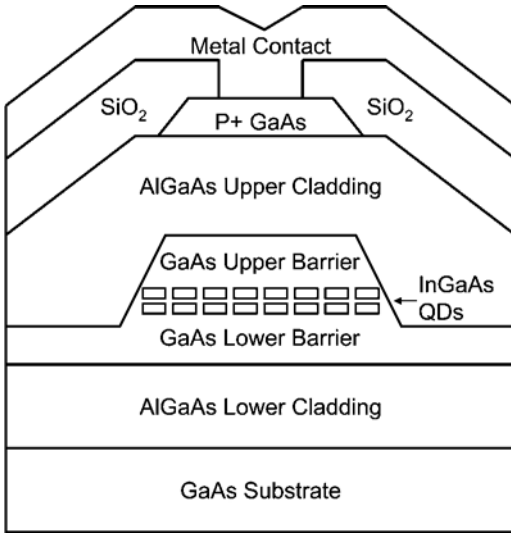 Metal Contact
SiO2
SiO2
P+ GaAs
AlGaAs Upper Cladding
GaAs Upper Barrier
InGaAs
QDs
GaAs Lower Barrier
AlGaAs Lower Cladding
GaAs Substrate